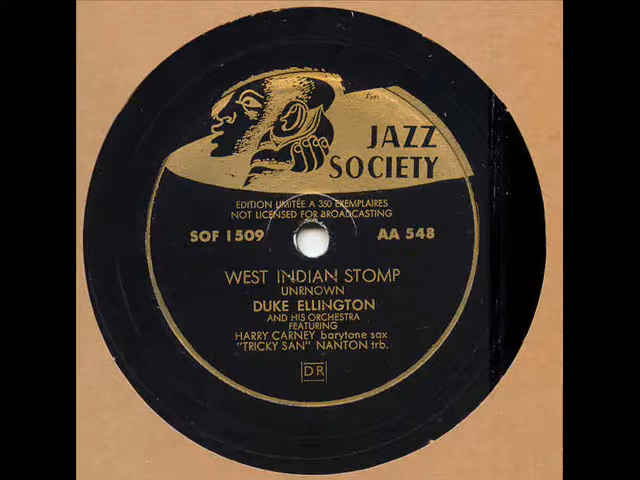 JAZZ
SOCIETY
EDITION LIMITÉE A 350 EXEMPLAIRES
NOT LICENSED FOR BROADCASTING
SOF 1509
AA 548
WEST INDIAN STOMP
UNRNOWN
DUKE ELLINGTON
AND HIS ORCHESTRA
FEATURING
HARRY CARNEY barytone sax
"TRICKY SAN" NANTON trb.
DR